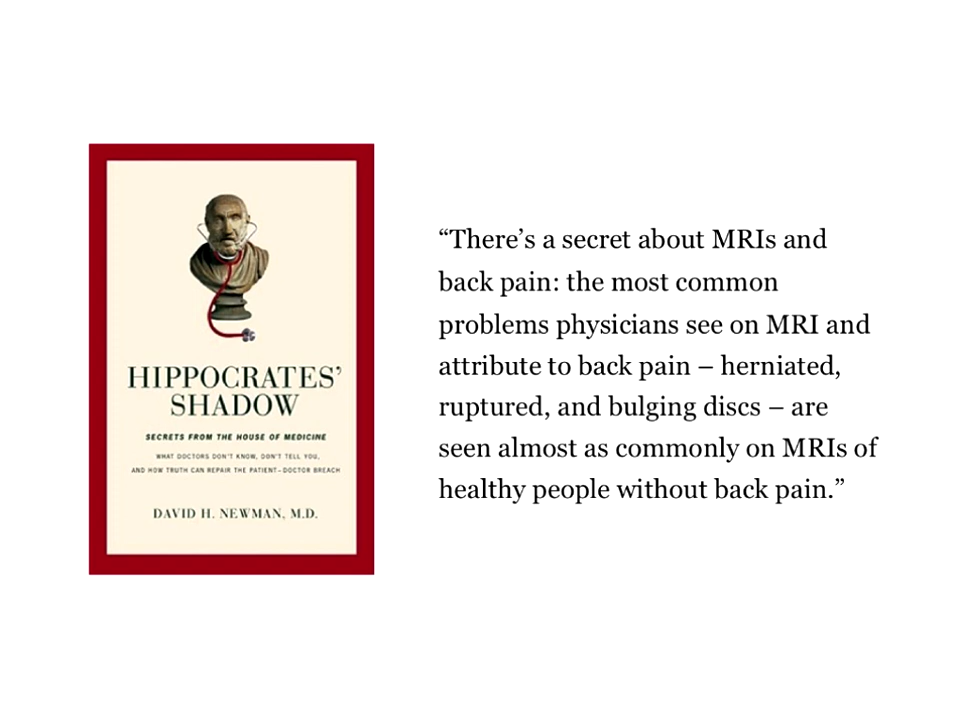 HIPPOCRATES’
SHADOW
SECRETS FROM THE HOUSE OF MEDICINE
WHAT DOCTORS DON'T KNOW, DON'T TELL YOU,
AND HOW TRUTH CAN REPAIR THE PATIENT–DOCTOR BREACH
DAVID H. NEWMAN, M.D.
“There’s a secret about MRIs and
back pain: the most common
problems physicians see on MRI and
attribute to back pain – herniated,
ruptured, and bulging discs – are
seen almost as commonly on MRIs of
healthy people without back pain.”